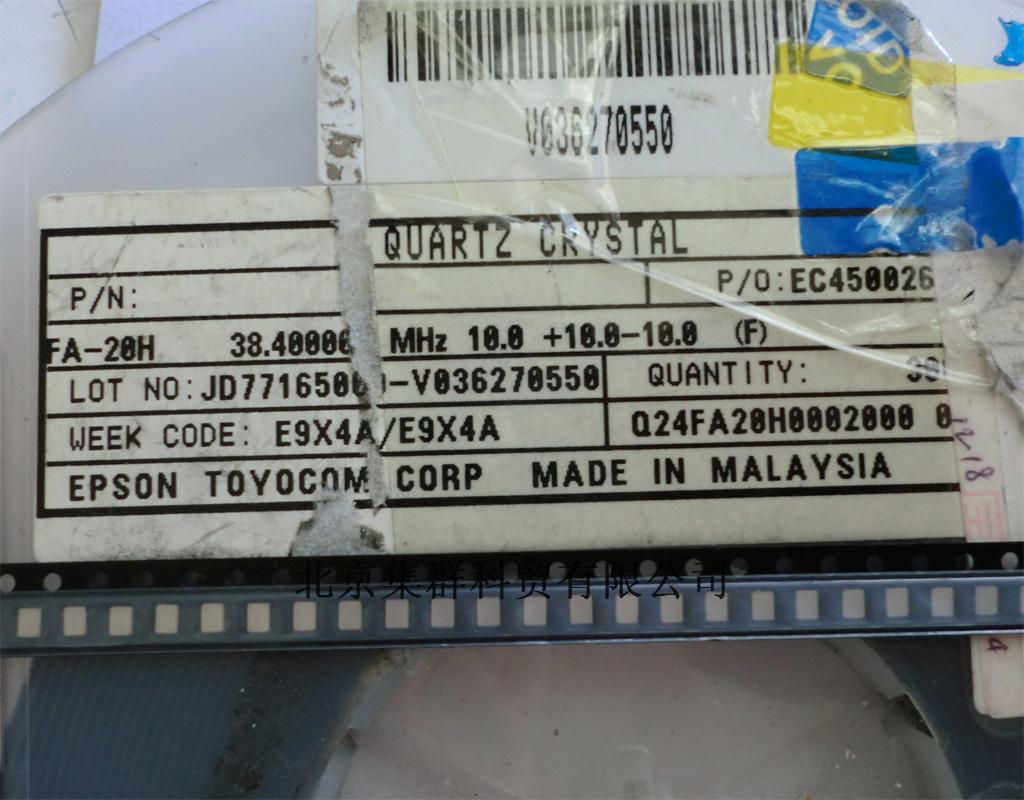 V036270550
QUARTZ CRYSTAL
P/N:
P/O:EC450026
FA-20H 38.40000 MHz 10.0 +10.0-10.0 (F)
LOT NO: -V036270550 QUANTITY:
WEEK CODE: E9X4A/E9X4A Q24FA20H0002000 0
EPSON TOYOCOM CORP MADE IN MALAYSIA
北京集群科贸有限公司